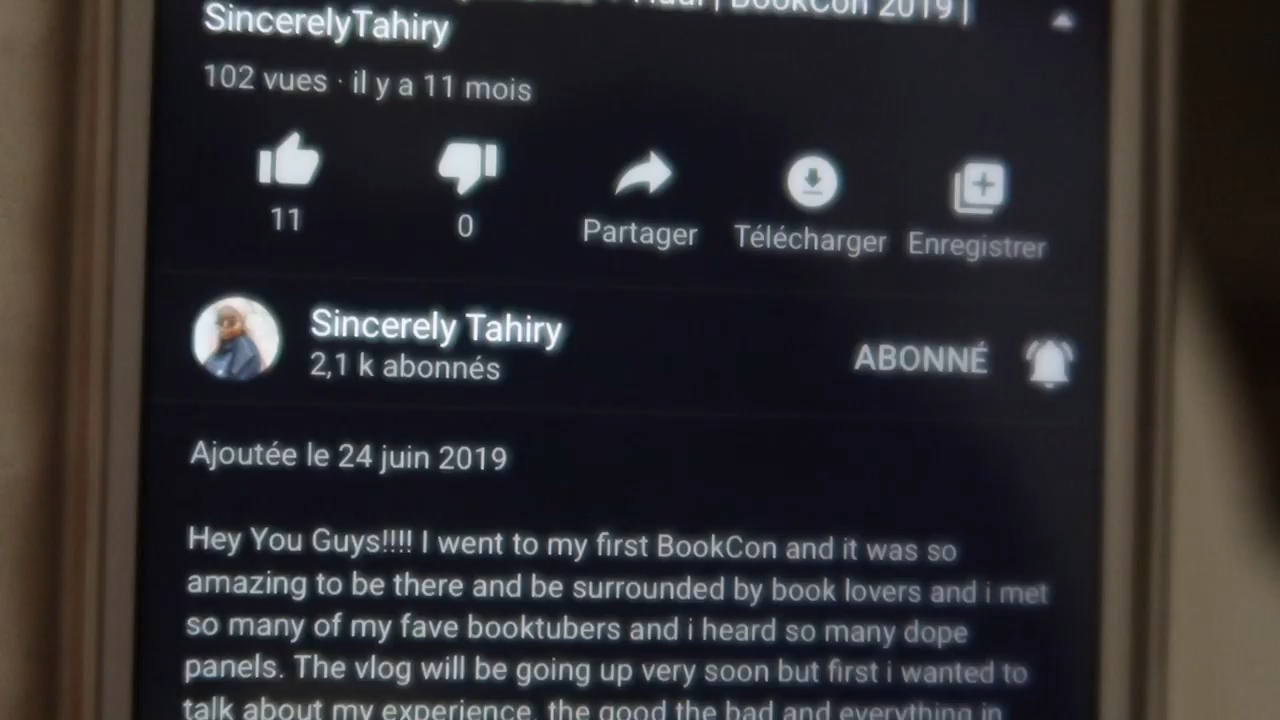 Haul | BookCon 2019 |
SincerelyTahiry
102 vues · il y a 11 mois
11
0
Partager
Télécharger
Enregistrer
Sincerely Tahiry
2,1 k abonnés
ABONNÉ
Ajoutée le 24 juin 2019
Hey You Guys!!!! I went to my first BookCon and it was so
amazing to be there and be surrounded by book lovers and i met
so many of my fave booktubers and i heard so many dope
panels. The vlog will be going up very soon but first i wanted to
talk about my experience, the good the bad and everything in